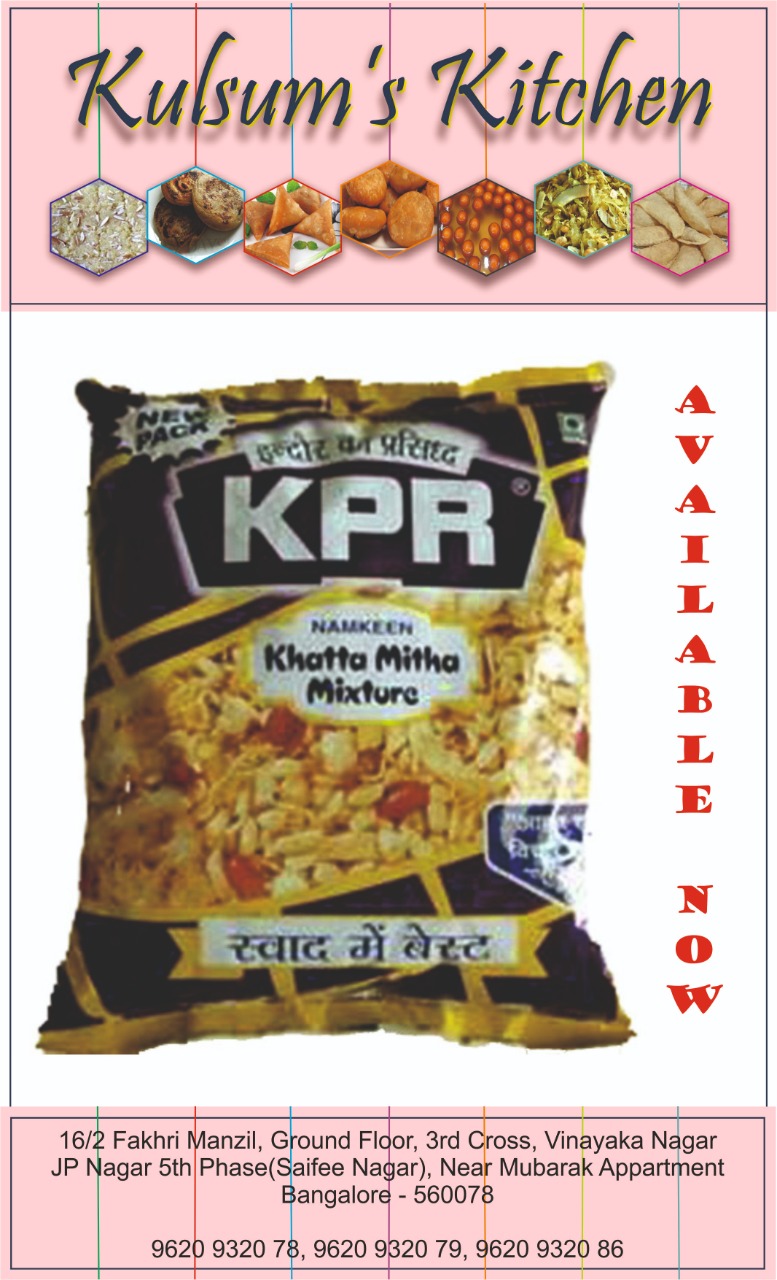 Kulsum's Kitchen
NEW
PACK
इन्दौर का प्रसिध्द
KPR®
NAMKEEN
Khatta Mitha
Mixture
स्वाद में बेस्ट
AVAILABLE
NOW
16/2 Fakhri Manzil, Ground Floor, 3rd Cross, Vinayaka Nagar
JP Nagar 5th Phase(Saifee Nagar), Near Mubarak Appartment
Bangalore - 560078
9620 9320 78, 9620 9320 79, 9620 9320 86